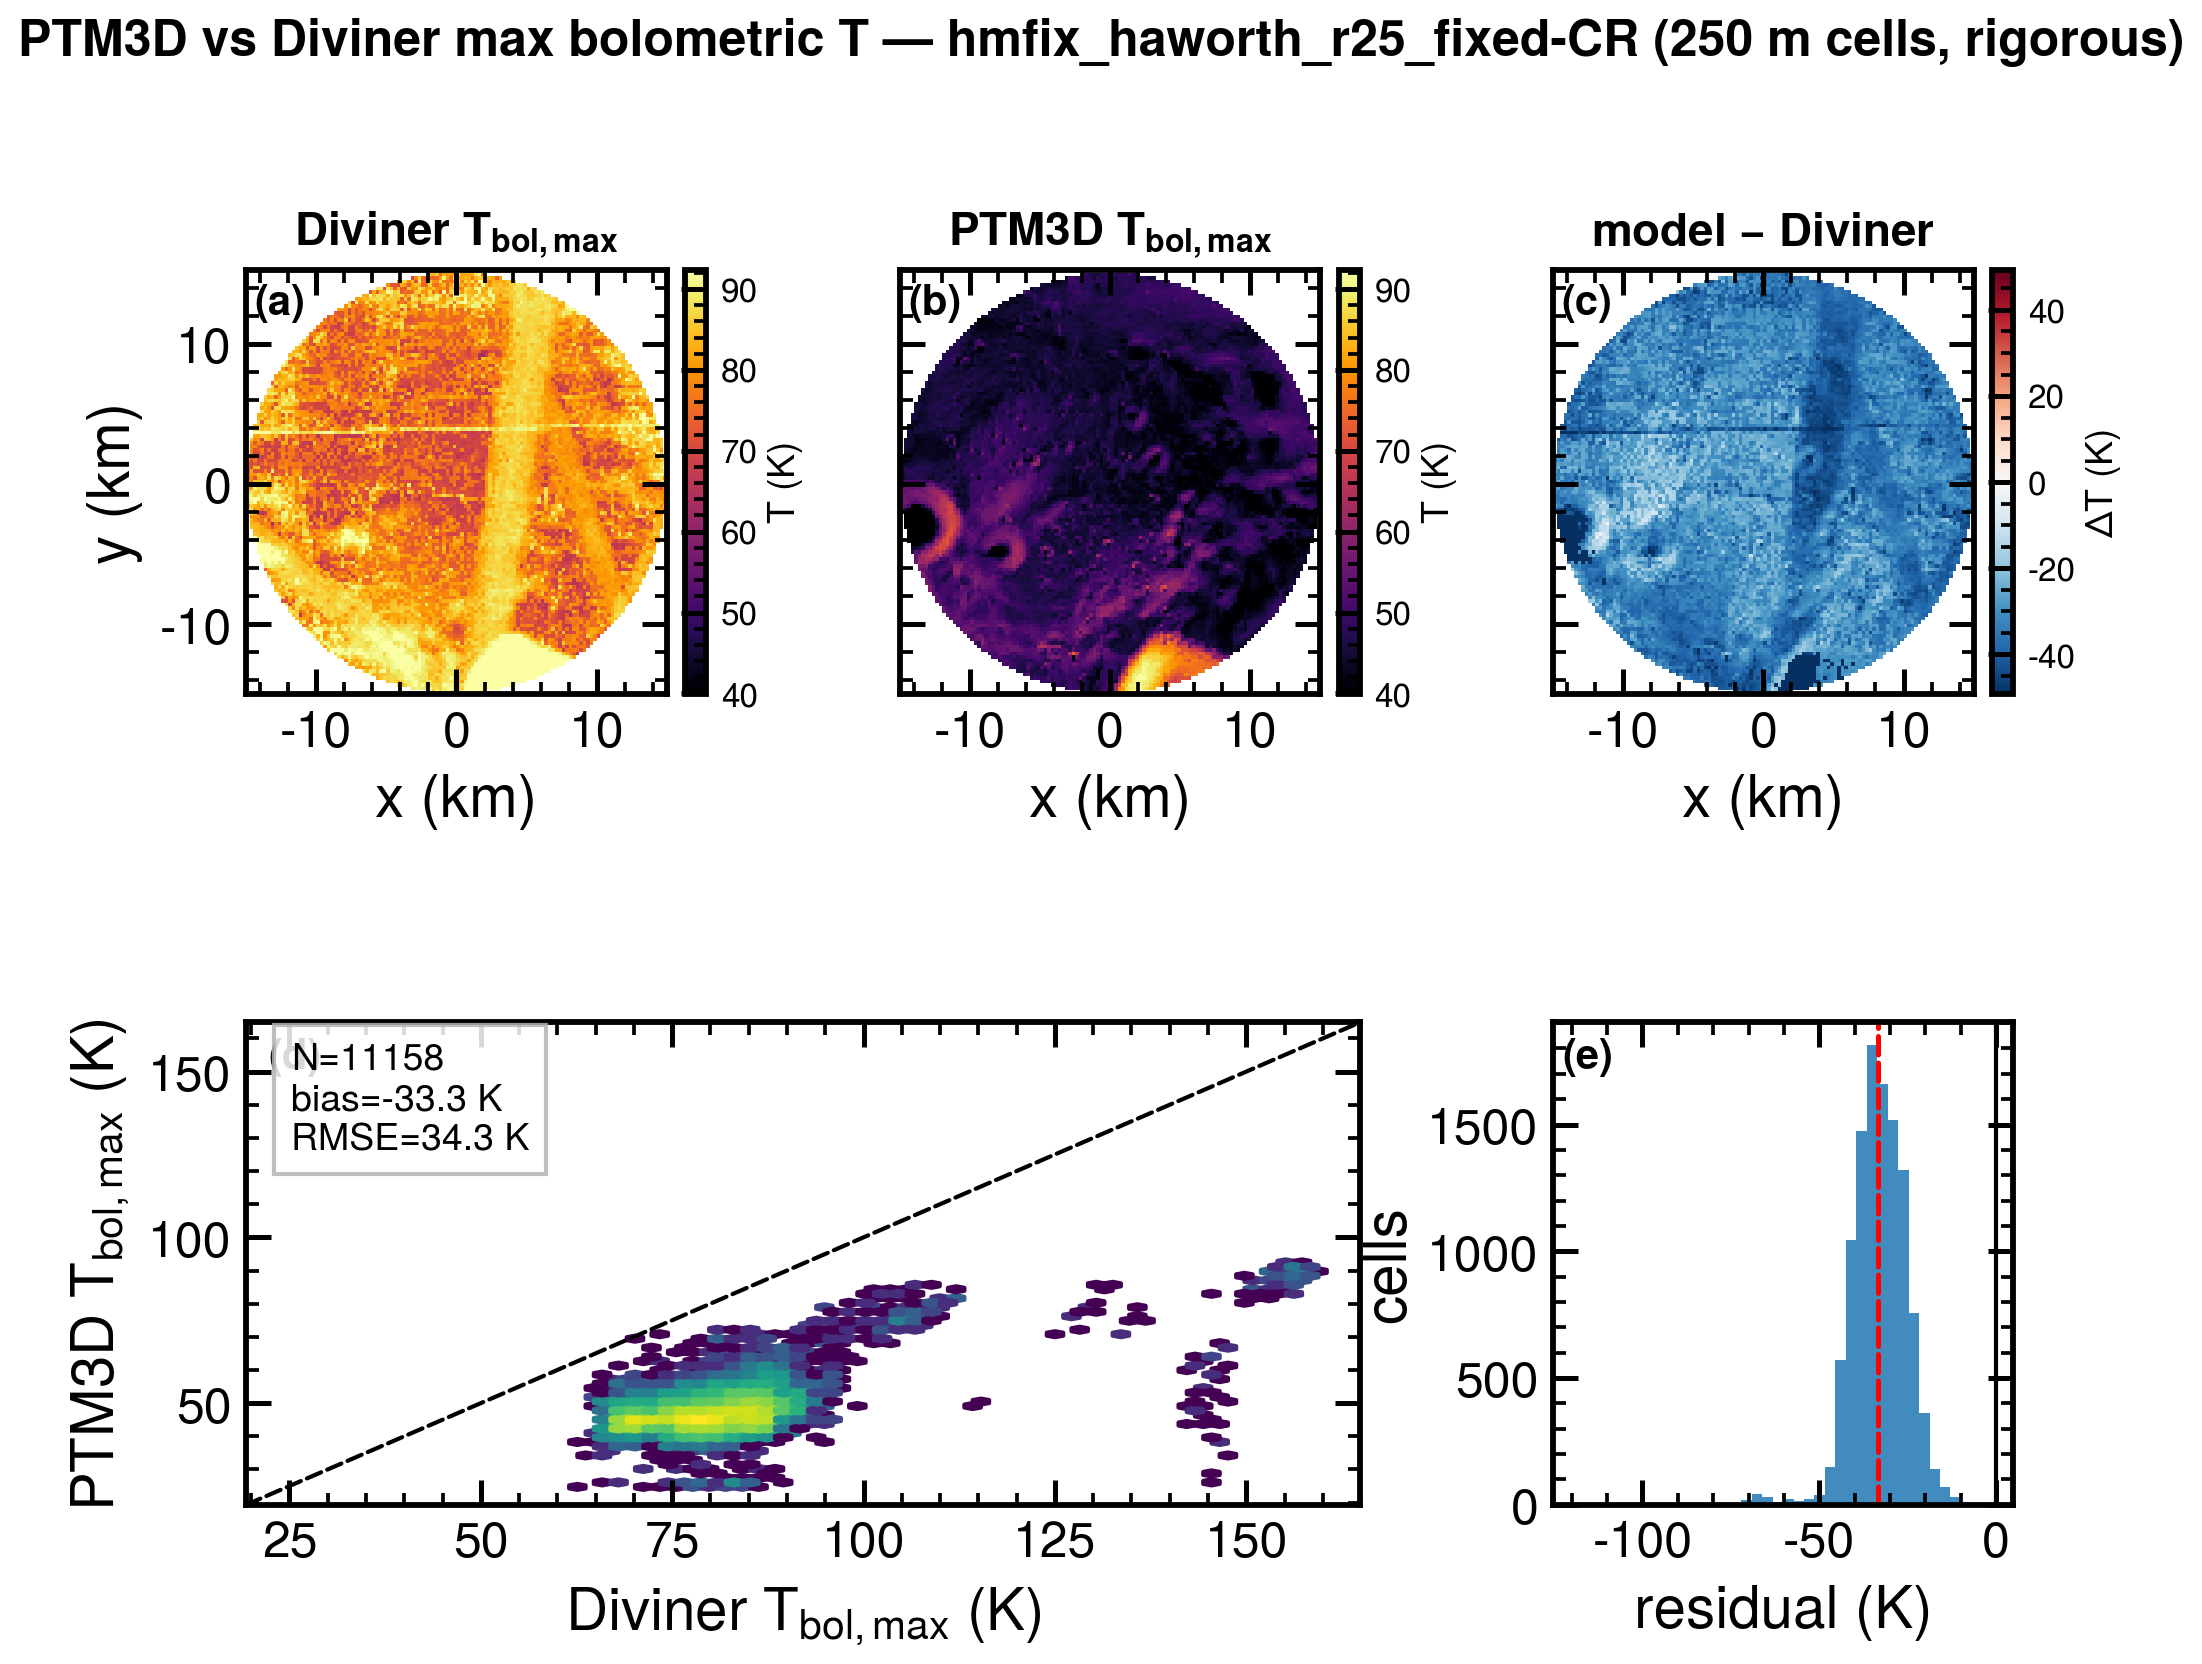 PTM3D vs Diviner max bolometric T — hmfix_haworth_r25_fixed-CR (250 m cells, rigorous)
Diviner T_bol, max
PTM3D T_bol, max
model – Diviner
(a)
(b)
(c)
y (km)
10
0
-10
-10 0 10
x (km)
90
80
70
60
50
40
T (K)
-10 0 10
x (km)
90
80
70
60
50
40
T (K)
-10 0 10
x (km)
40
20
0
-20
-40
ΔT (K)
(d)
N=11158
bias=-33.3 K
RMSE=34.3 K
PTM3D T_bol, max (K)
150
100
50
25 50 75 100 125 150
Diviner T_bol, max (K)
(e)
cells
1500
1000
500
0
-100 -50 0
residual (K)